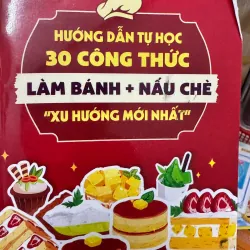 HƯỚNG DẪN TỰ HỌC
30 CÔNG THỨC
LÀM BÁNH + NẤU CHÈ
"XU HƯỚNG MỚI NHẤT"